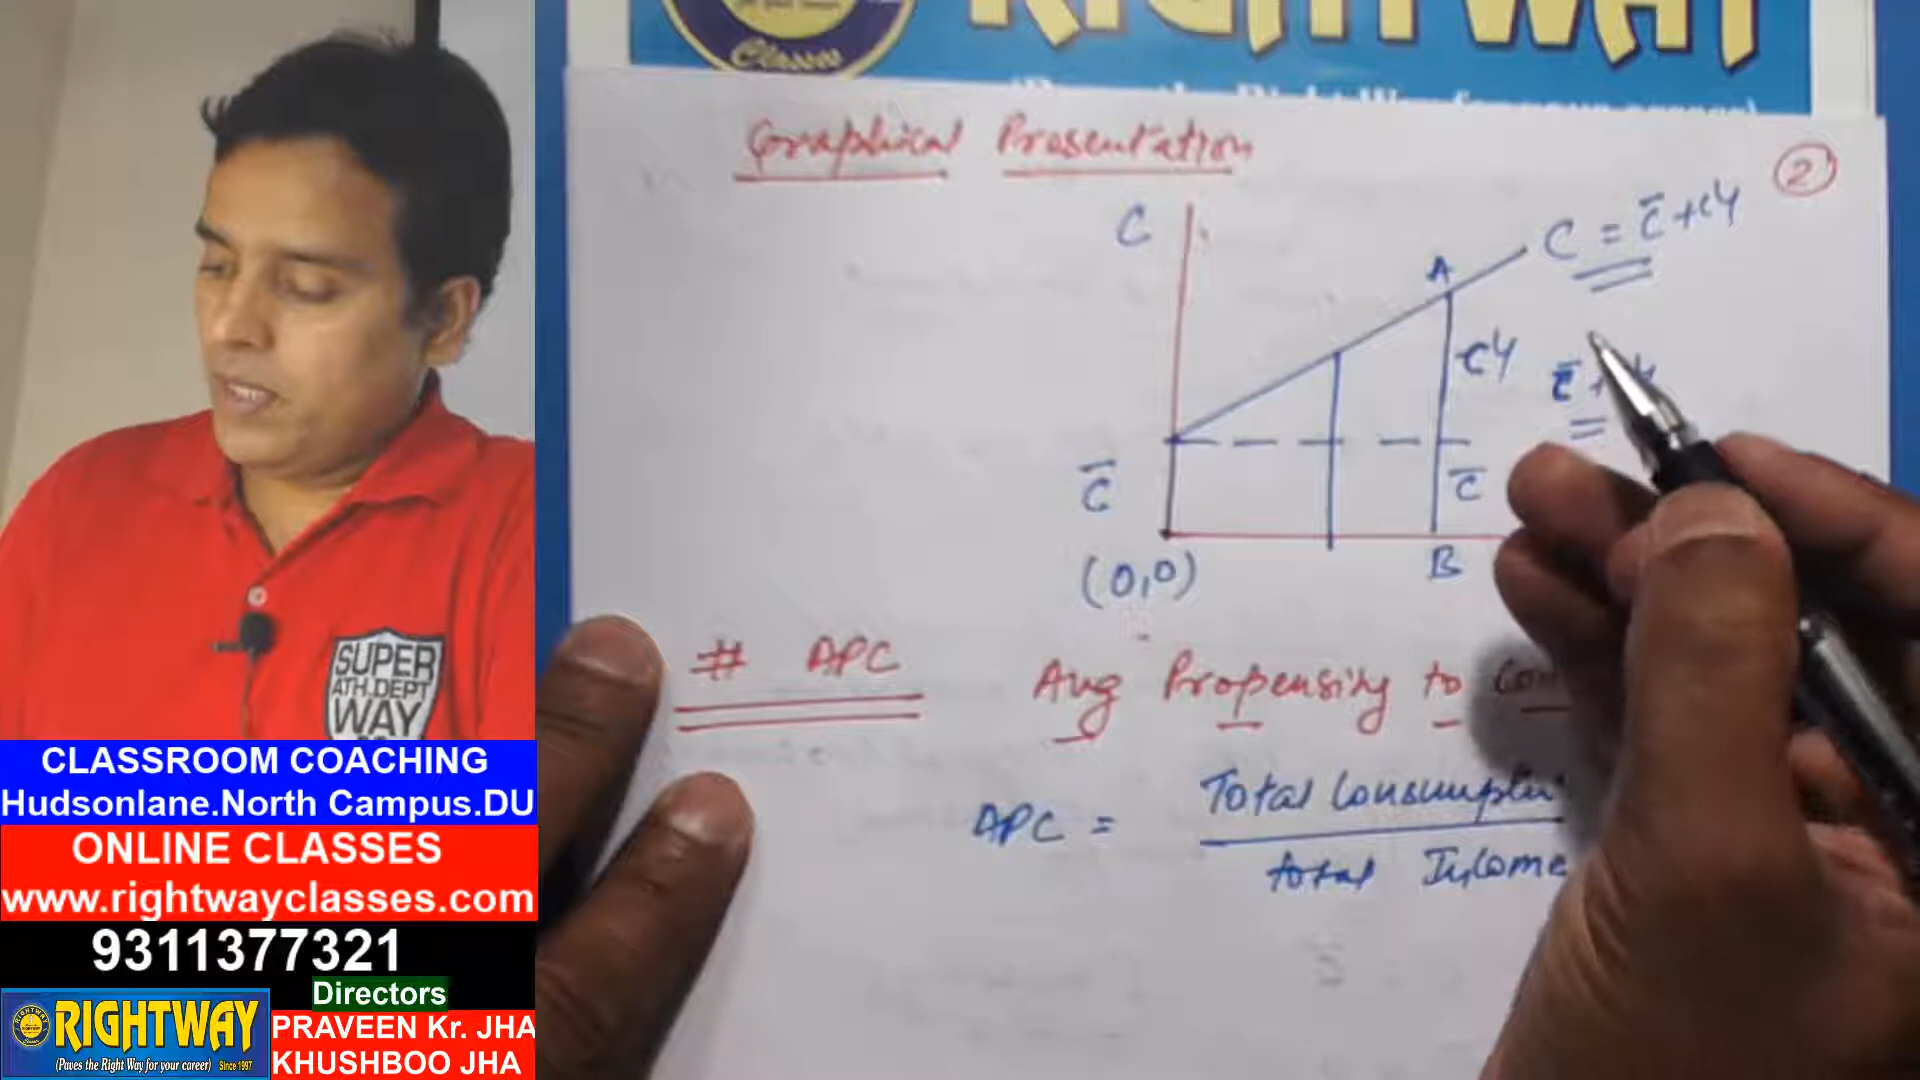 RIGHTWAY
Classes
Graphical Presentation
2
C
C = C̄ + cY
A
cY
C̄
C̄
(0,0)
B
# APC Avg Propensing to
APC = Total Consumption
total Income
SUPER
ATH.DEPT
WAY
CLASSROOM COACHING
Hudsonlane.North Campus.DU
ONLINE CLASSES
www.rightwayclasses.com
9311377321
Directors
PRAVEEN Kr. JHA
KHUSHBOO JHA
RIGHTWAY
(Paves the Right Way for your career) Since 1997